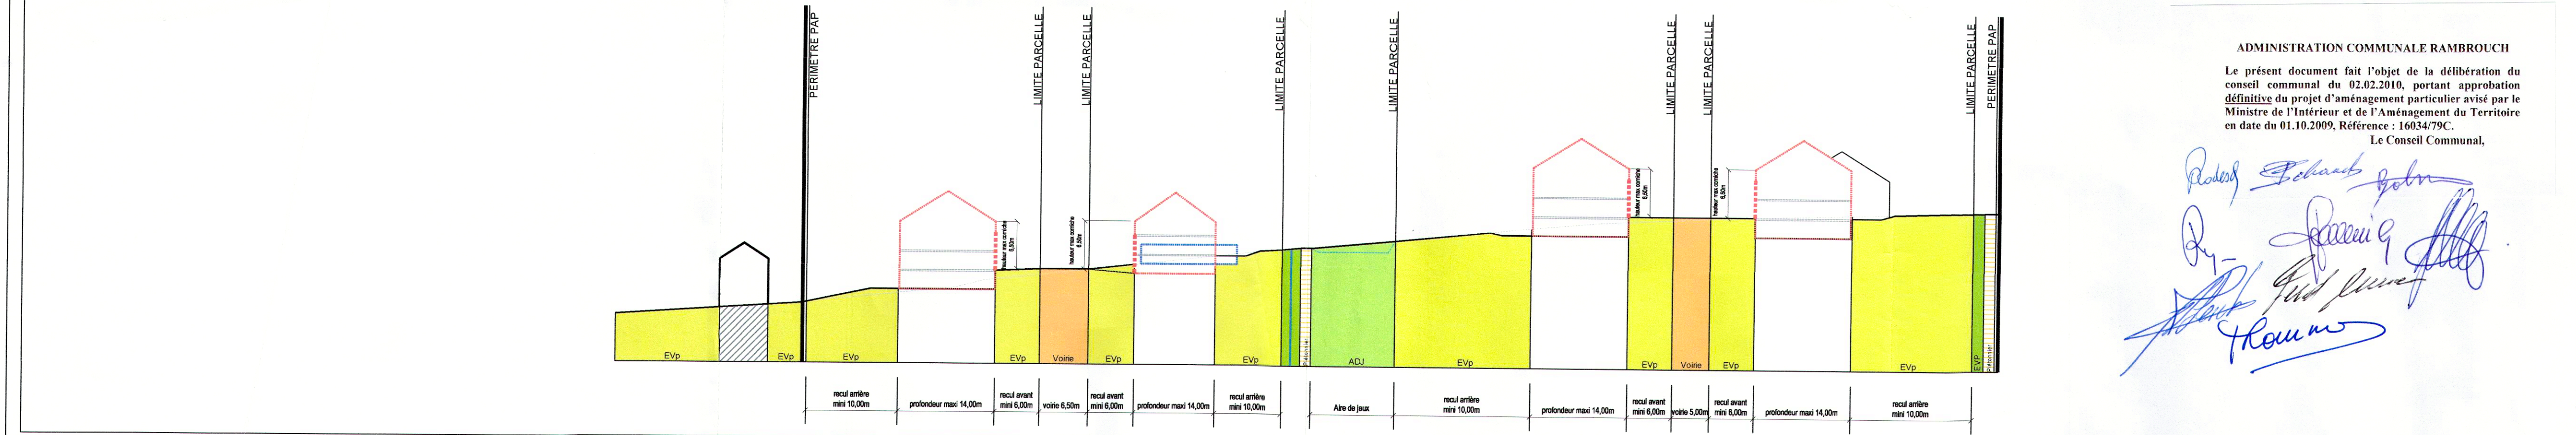 PERIMETRE PAP
LIMITE PARCELLE
LIMITE PARCELLE
LIMITE PARCELLE
LIMITE PARCELLE
LIMITE PARCELLE
LIMITE PARCELLE
LIMITE PARCELLE
PERIMETRE PAP
hauteur max corniche
6,50m
hauteur max corniche
6,50m
hauteur max corniche
6,50m
hauteur max corniche
6,50m
EVp
EVp
EVp
EVp
Voirie
EVp
EVp
Piétonnier
ADJ
EVp
EVp
Voirie
EVp
EVp
EVP
Piétonnier
recul arrière
mini 10,00m
profondeur maxi 14,00m
recul avant
mini 6,00m
voirie 6,50m
recul avant
mini 6,00m
profondeur maxi 14,00m
recul arrière
mini 10,00m
Aire de jeux
recul arrière
mini 10,00m
profondeur maxi 14,00m
recul avant
mini 6,00m
voirie 5,00m
recul avant
mini 6,00m
profondeur maxi 14,00m
recul arrière
mini 10,00m
ADMINISTRATION COMMUNALE RAMBROUCH
Le présent document fait l'objet de la délibération du
conseil communal du 02.02.2010, portant approbation
définitive du projet d'aménagement particulier avisé par le
Ministre de l'Intérieur et de l'Aménagement du Territoire
en date du 01.10.2009, Référence : 16034/79C.
Le Conseil Communal,